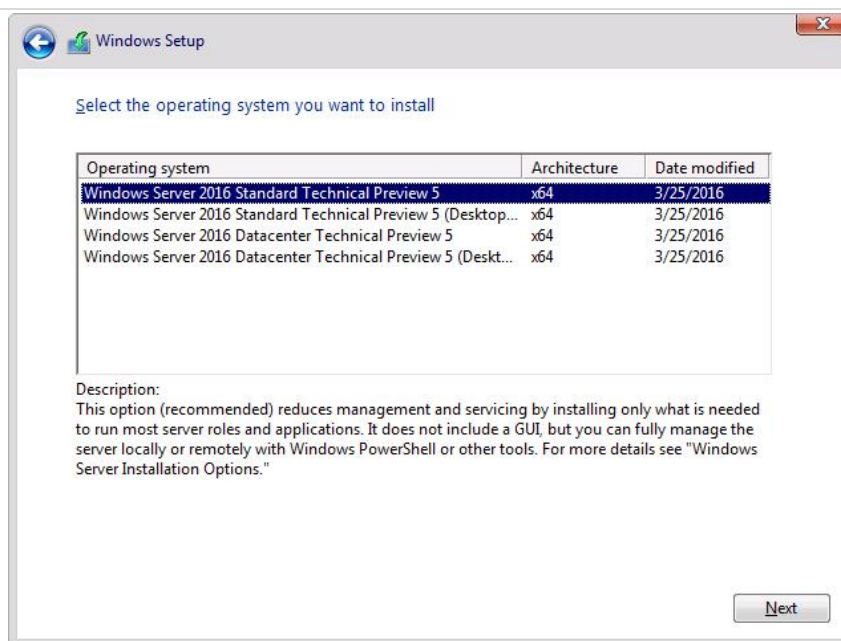 Windows Setup
Select the operating system you want to install
Operating system Architecture Date modified
Windows Server 2016 Standard Technical Preview 5 x64 3/25/2016
Windows Server 2016 Standard Technical Preview 5 (Desktop... x64 3/25/2016
Windows Server 2016 Datacenter Technical Preview 5 x64 3/25/2016
Windows Server 2016 Datacenter Technical Preview 5 (Deskt... x64 3/25/2016
Description:
This option (recommended) reduces management and servicing by installing only what is needed
to run most server roles and applications. It does not include a GUI, but you can fully manage the
server locally or remotely with Windows PowerShell or other tools. For more details see "Windows
Server Installation Options."
Next